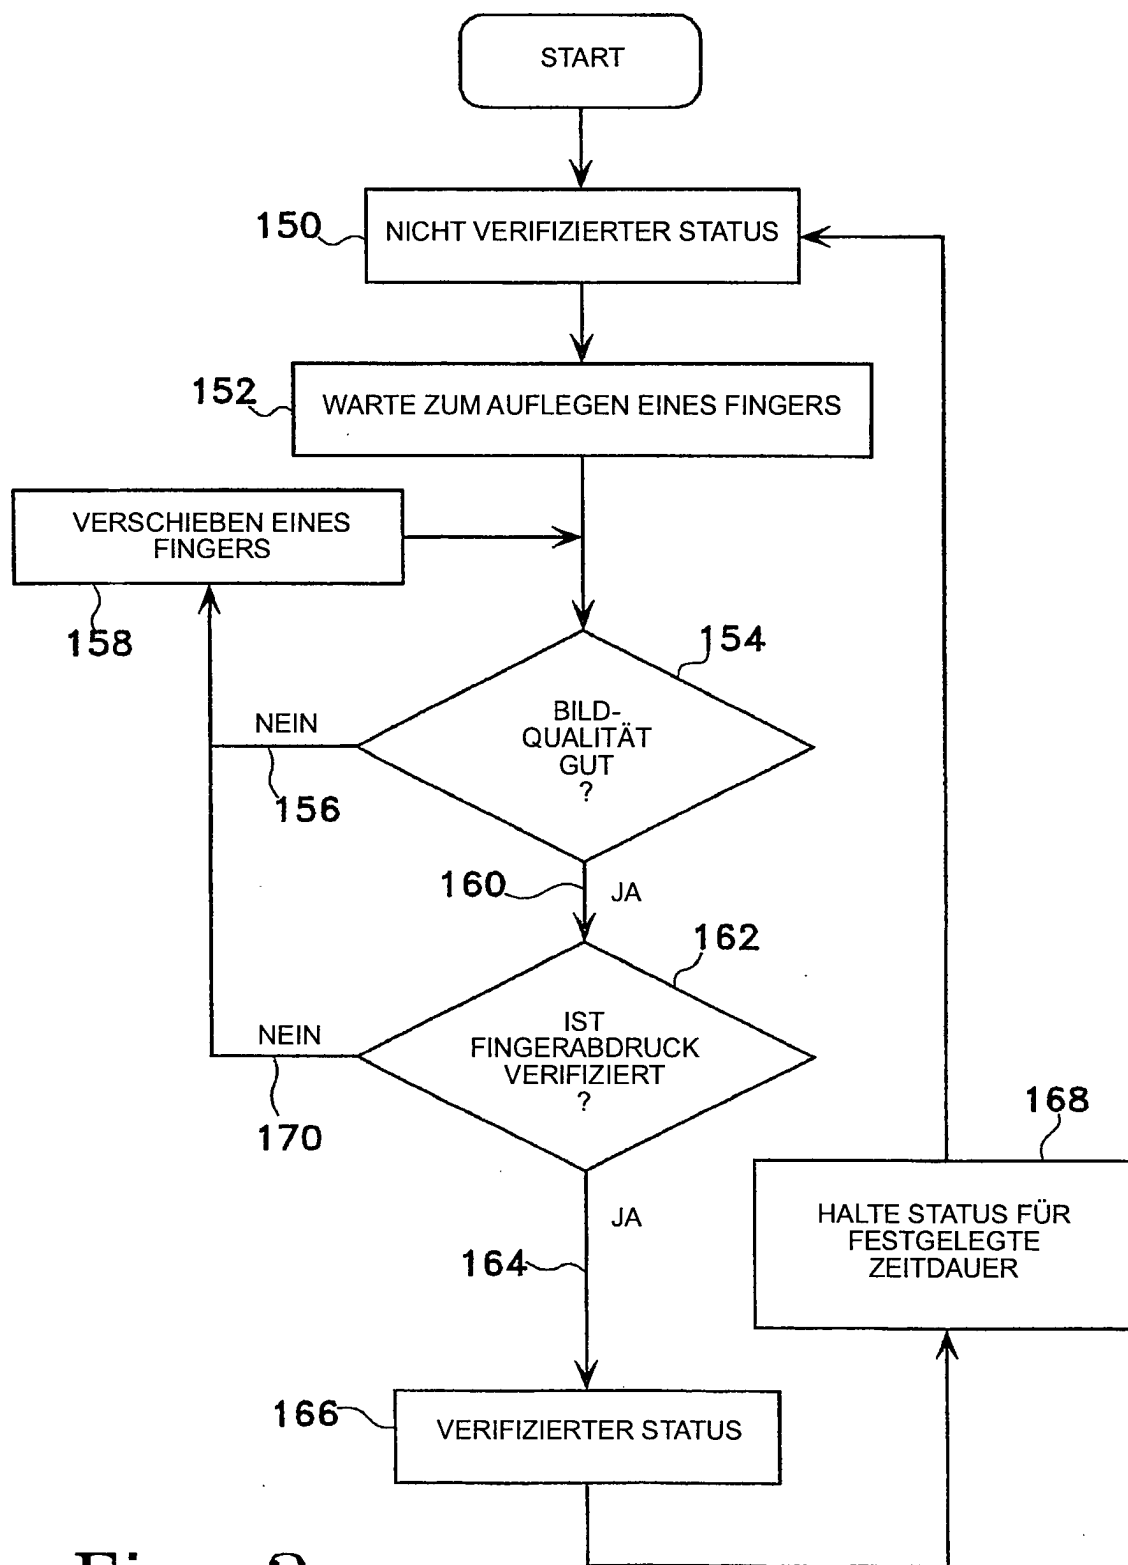 START
150
NICHT VERIFIZIERTER STATUS
152
WARTE ZUM AUFLEGEN EINES FINGERS
VERSCHIEBEN EINES
FINGERS
158
154
BILD-
QUALITÄT
GUT
?
NEIN
156
160
JA
162
IST
FINGERABDRUCK
VERIFIZIERT
?
NEIN
170
168
HALTE STATUS FÜR
FESTGELEGTE
ZEITDAUER
JA
164
166
VERIFIZIERTER STATUS